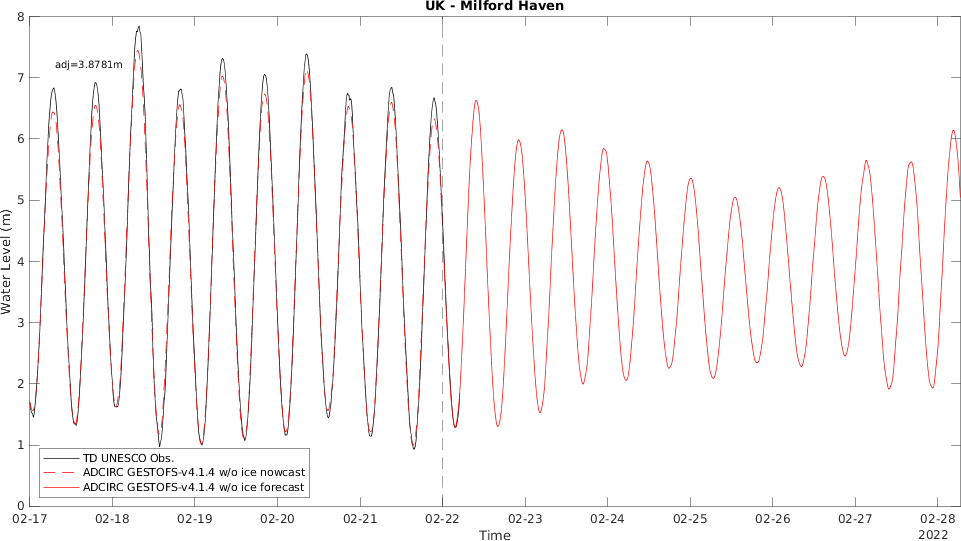 UK - Milford Haven
8
7
6
5
4
3
2
1
0
Water Level (m)
adj=3.8781m
TD UNESCO Obs.
ADCIRC GESTOFS-v4.1.4 w/o ice nowcast
ADCIRC GESTOFS-v4.1.4 w/o ice forecast
02-17 02-18 02-19 02-20 02-21 02-22 02-23 02-24 02-25 02-26 02-27 02-28
2022
Time